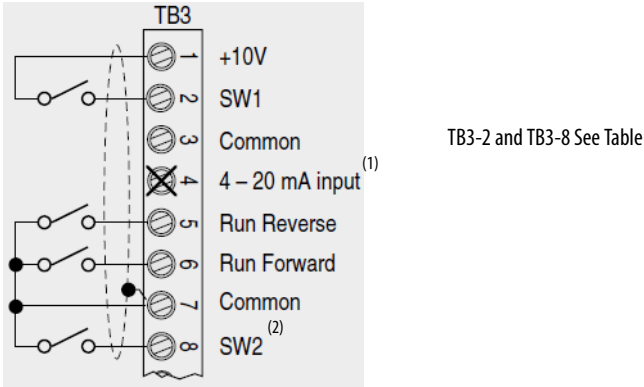 TB3
1 +10V
2 SW1
3 Common
TB3-2 and TB3-8 See Table
4 4 – 20 mA input(1)
5 Run Reverse
6 Run Forward
7 Common
8 SW2(2)